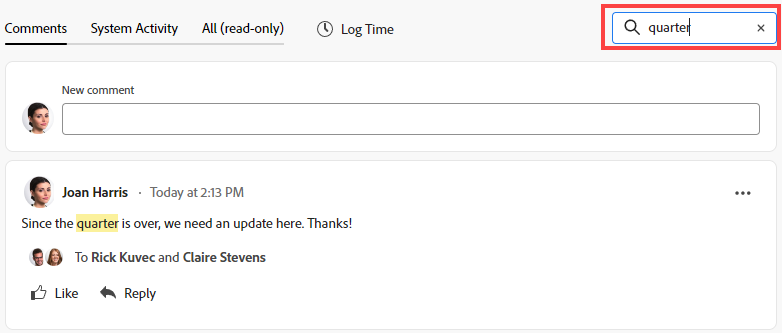 Comments System Activity All (read-only) Log Time quarter
New comment
Joan Harris · Today at 2:13 PM
Since the quarter is over, we need an update here. Thanks!
To Rick Kuvec and Claire Stevens
Like Reply